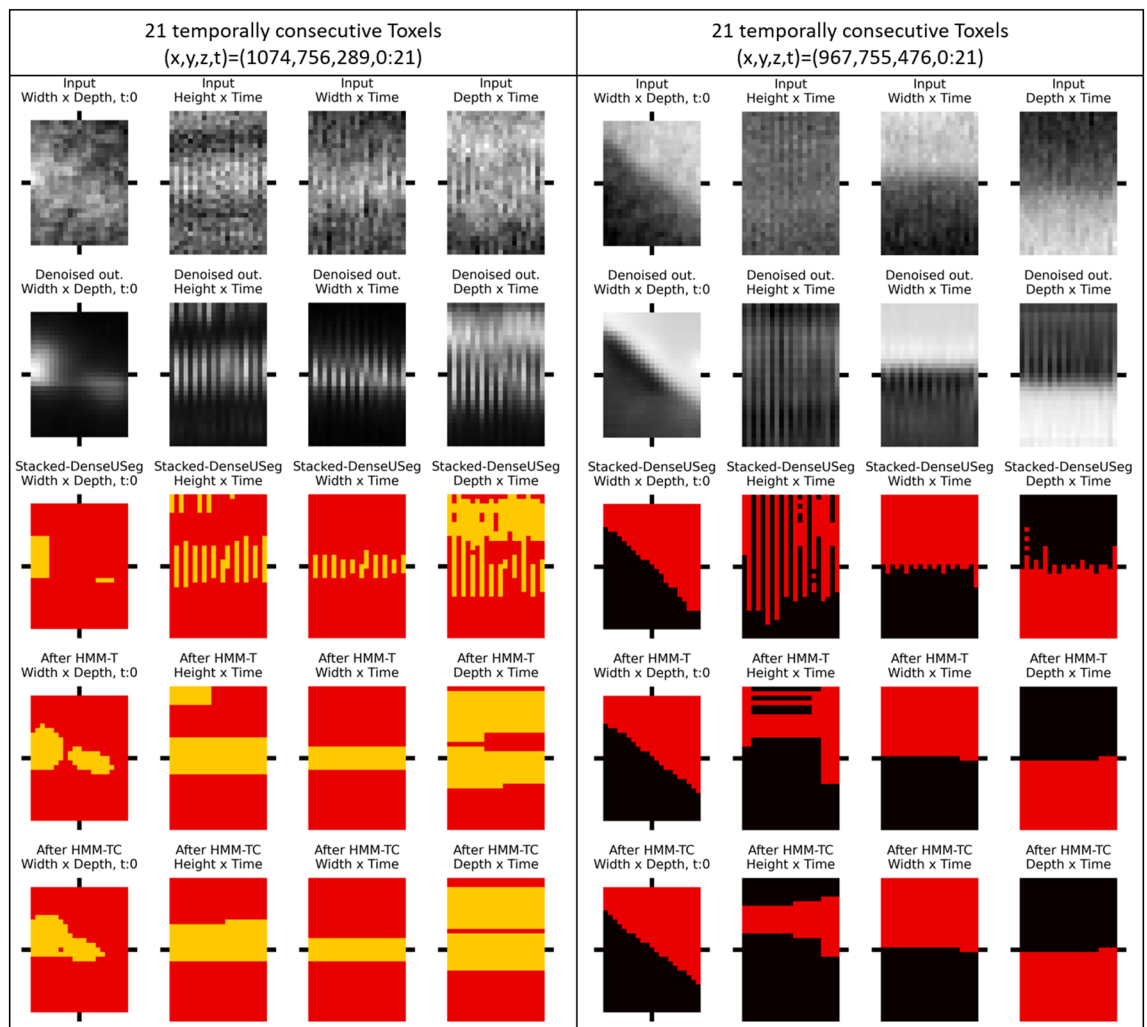 21 temporally consecutive Toxels
(x,y,z,t)=(1074,756,289,0:21)
21 temporally consecutive Toxels
(x,y,z,t)=(967,755,476,0:21)
Input
Width x Depth, t:0
Input
Height x Time
Input
Width x Time
Input
Depth x Time
Input
Width x Depth, t:0
Input
Height x Time
Input
Width x Time
Input
Depth x Time
Denoised out.
Width x Depth, t:0
Denoised out.
Height x Time
Denoised out.
Width x Time
Denoised out.
Depth x Time
Denoised out.
Width x Depth, t:0
Denoised out.
Height x Time
Denoised out.
Width x Time
Denoised out.
Depth x Time
Stacked-DenseUSeg
Width x Depth, t:0
Stacked-DenseUSeg
Height x Time
Stacked-DenseUSeg
Width x Time
Stacked-DenseUSeg
Depth x Time
Stacked-DenseUSeg
Width x Depth, t:0
Stacked-DenseUSeg
Height x Time
Stacked-DenseUSeg
Width x Time
Stacked-DenseUSeg
Depth x Time
After HMM-T
Width x Depth, t:0
After HMM-T
Height x Time
After HMM-T
Width x Time
After HMM-T
Depth x Time
After HMM-T
Width x Depth, t:0
After HMM-T
Height x Time
After HMM-T
Width x Time
After HMM-T
Depth x Time
After HMM-TC
Width x Depth, t:0
After HMM-TC
Height x Time
After HMM-TC
Width x Time
After HMM-TC
Depth x Time
After HMM-TC
Width x Depth, t:0
After HMM-TC
Height x Time
After HMM-TC
Width x Time
After HMM-TC
Depth x Time